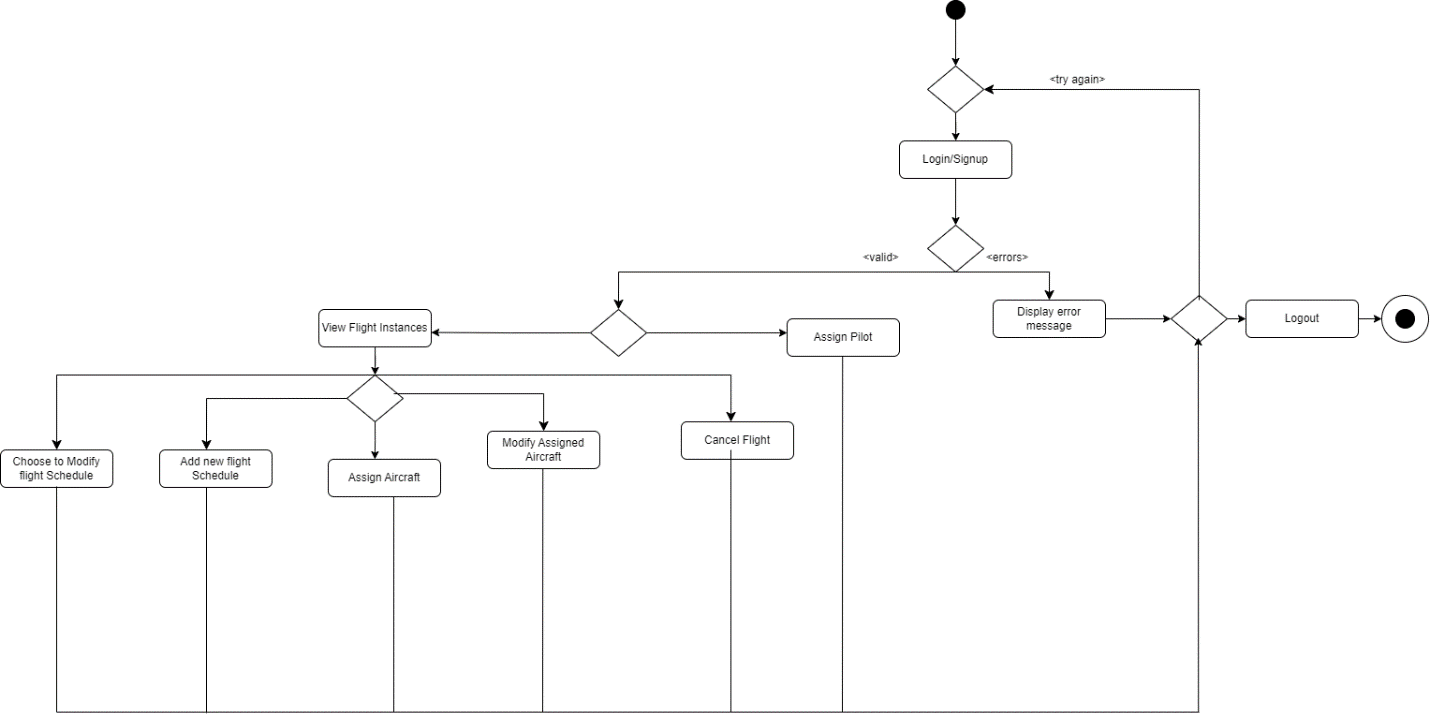 <try again>
Login/Signup
<valid>
<errors>
View Flight Instances
Assign Pilot
Display error
message
Logout
Choose to Modify
flight Schedule
Add new flight
Schedule
Assign Aircraft
Modify Assigned
Aircraft
Cancel Flight